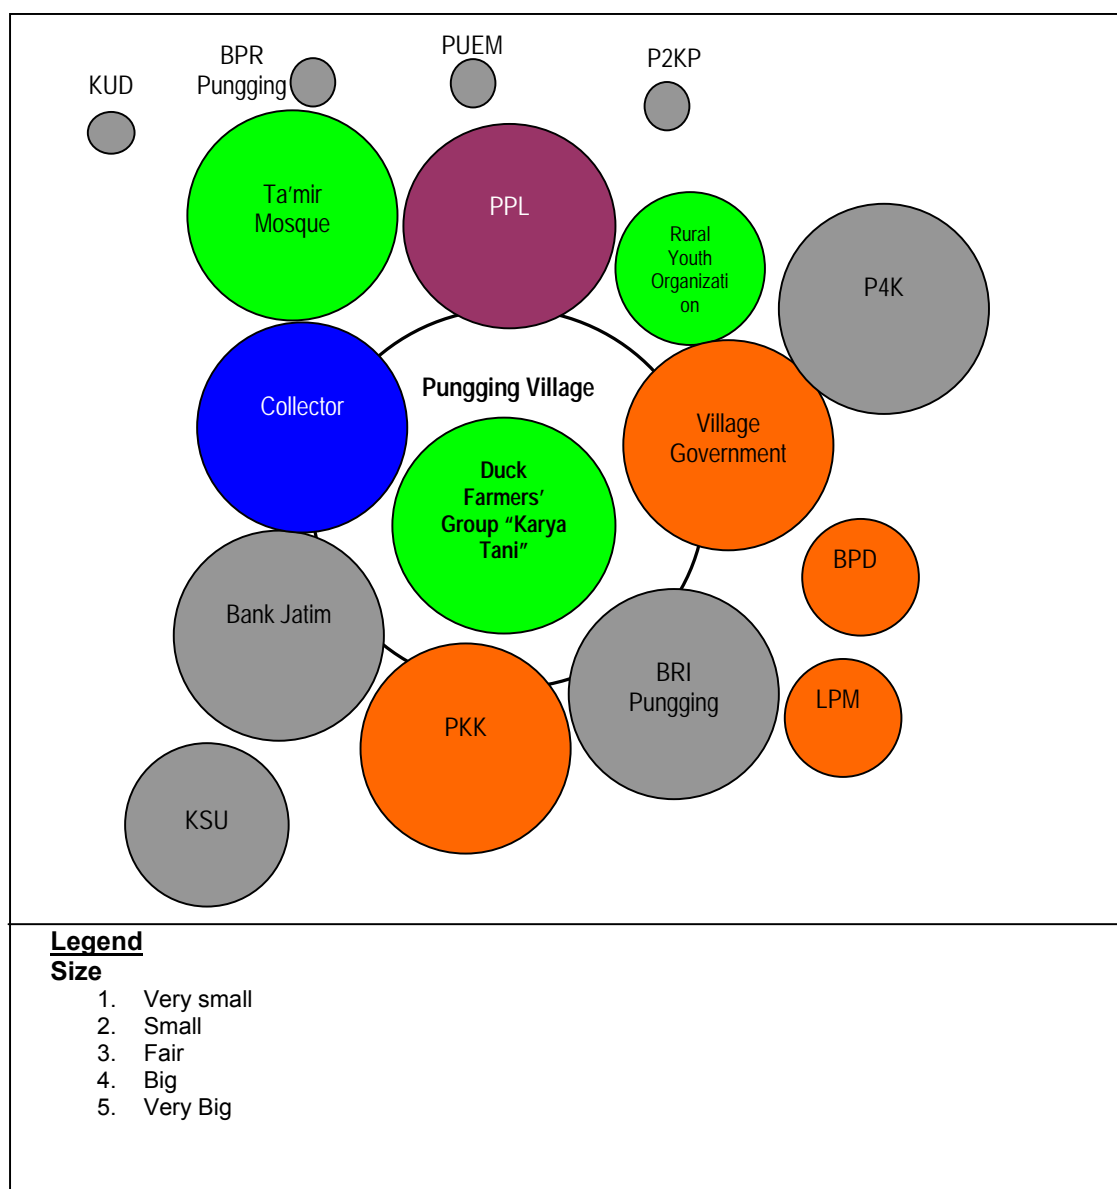 BPR
Pungging
PUEM
P2KP
KUD
Ta'mir
Mosque
PPL
Rural
Youth
Organizati
on
P4K
Collector
Pungging Village
Village
Government
Duck
Farmers'
Group “Karya
Tani”
BPD
Bank Jatim
BRI
Pungging
LPM
PKK
KSU
Legend
Size
1. Very small
2. Small
3. Fair
4. Big
5. Very Big